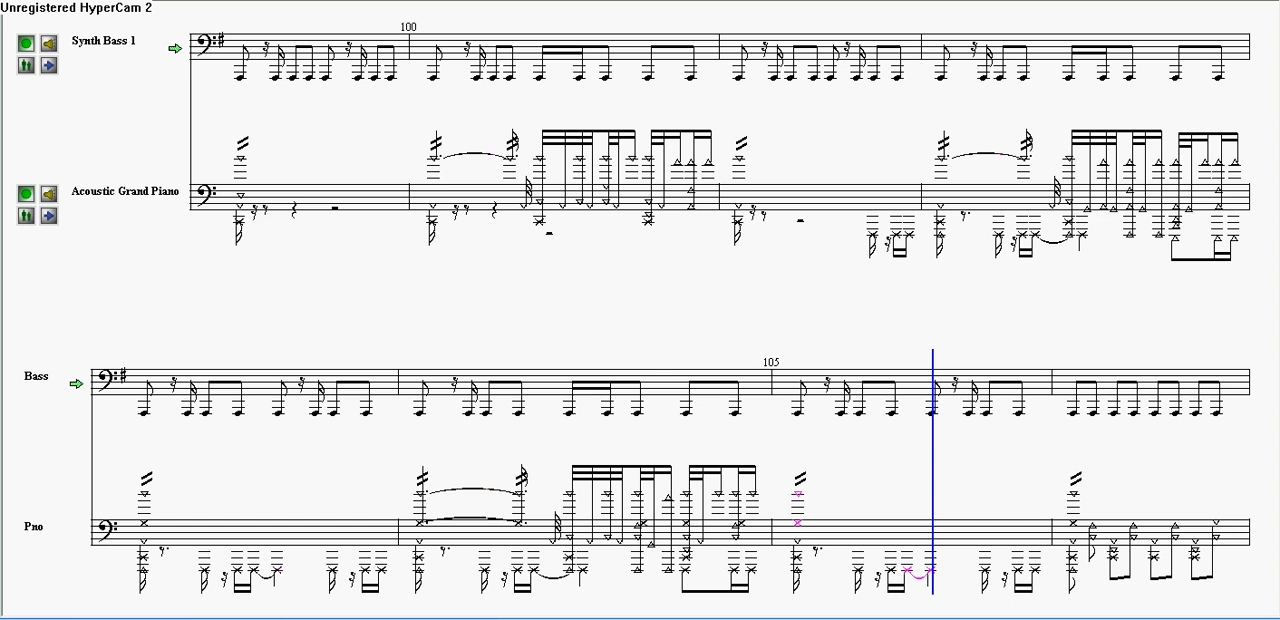 Unregistered HyperCam 2
100
Synth Bass 1
Acoustic Grand Piano
105
Bass
Pno